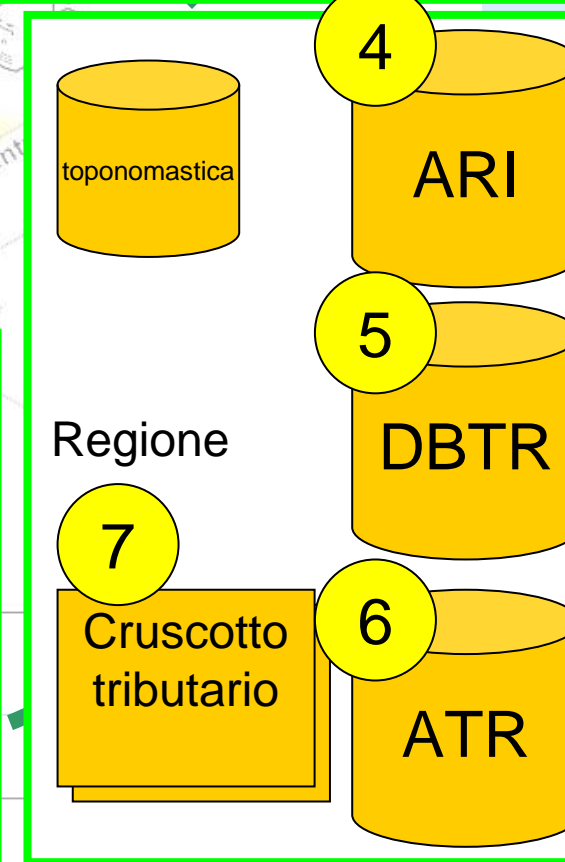 4
toponomastica
ARI
5
Regione
DBTR
7
Cruscotto
tributario
6
ATR